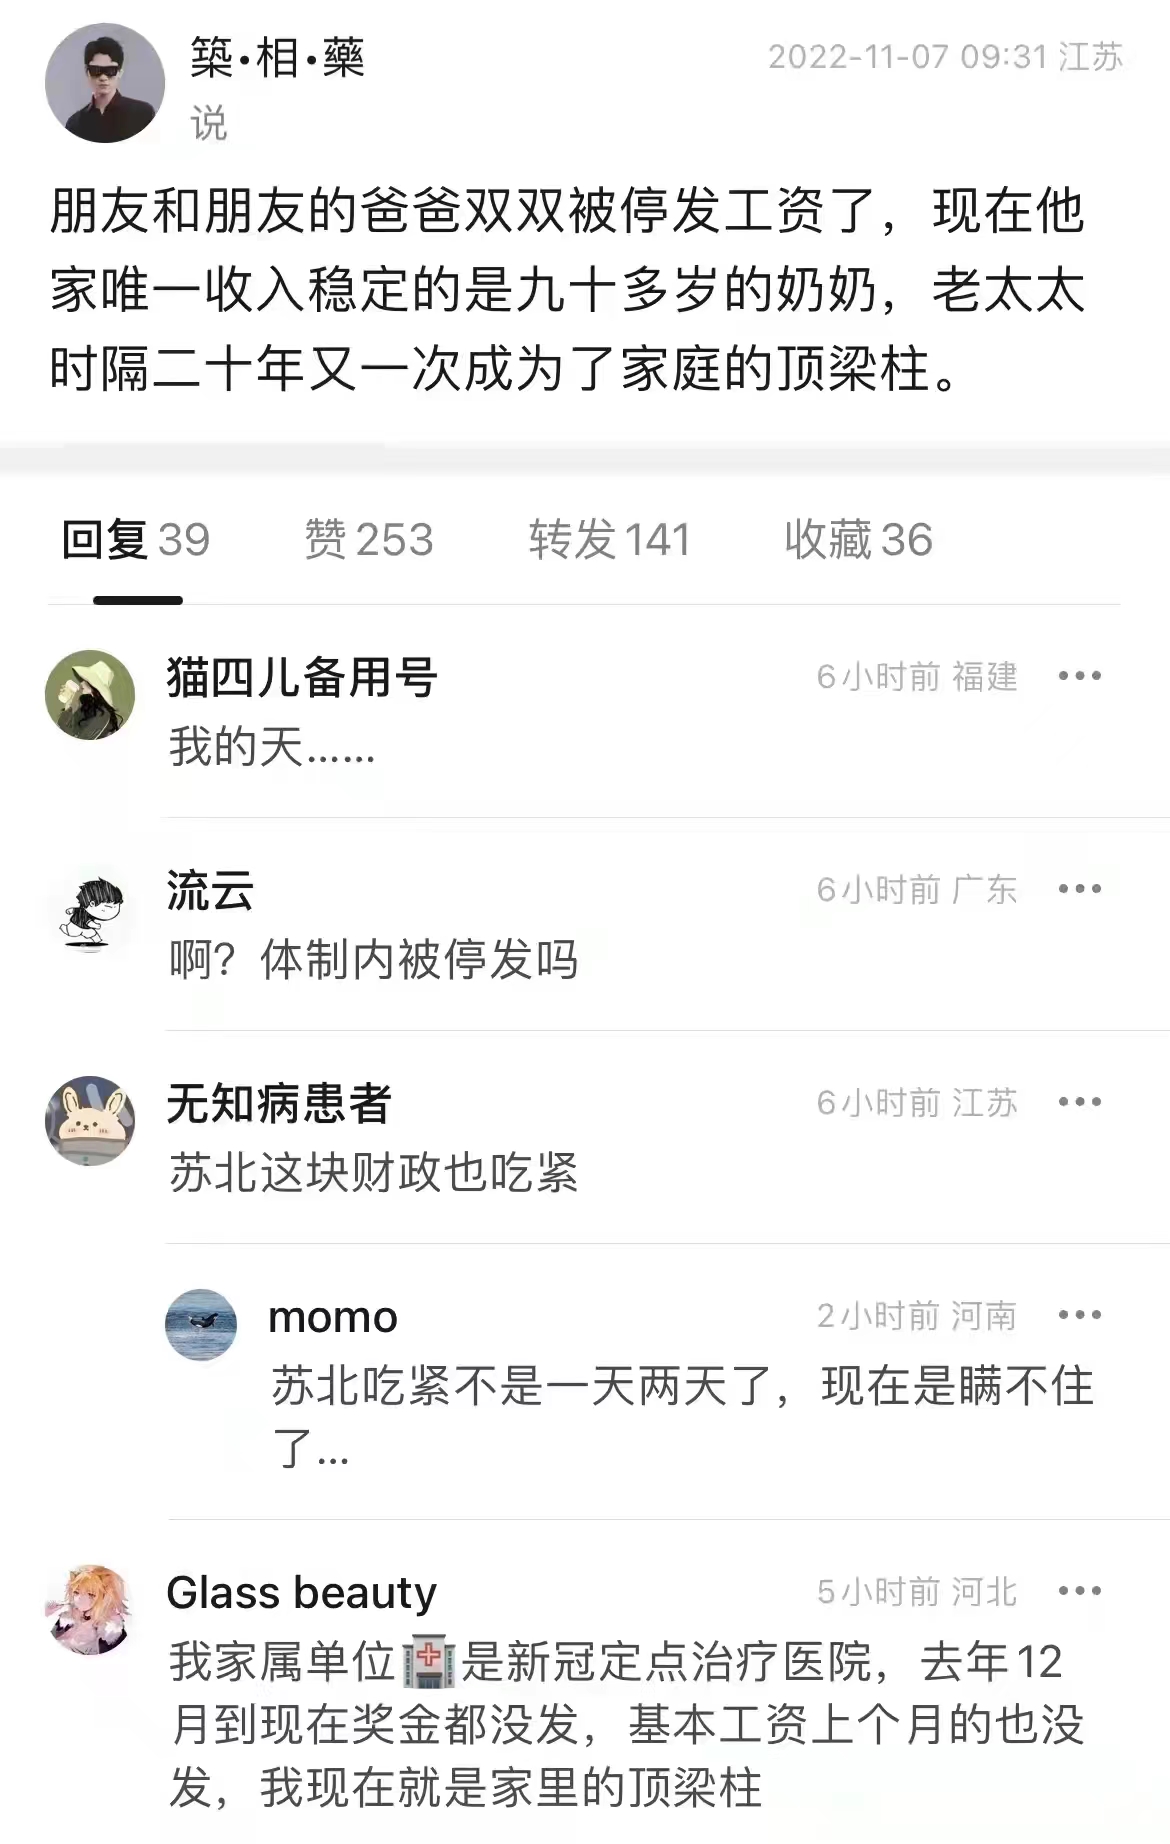 築·相·藥
2022-11-07 09:31 江苏
说
朋友和朋友的爸爸双双被停发工资了，现在他
家唯一收入稳定的是九十多岁的奶奶，老太太
时隔二十年又一次成为了家庭的顶梁柱。
回复 39 赞 253 转发 141 收藏 36
猫四儿备用号
6小时前 福建
我的天……
流云
6小时前 广东
啊？体制内被停发吗
无知病患者
6小时前 江苏
苏北这块财政也吃紧
momo
2小时前 河南
苏北吃紧不是一天两天了，现在是瞒不住
了...
Glass beauty
5小时前 河北
我家属单位🏥是新冠定点治疗医院，去年12
月到现在奖金都没发，基本工资上个月的也没
发，我现在就是家里的顶梁柱